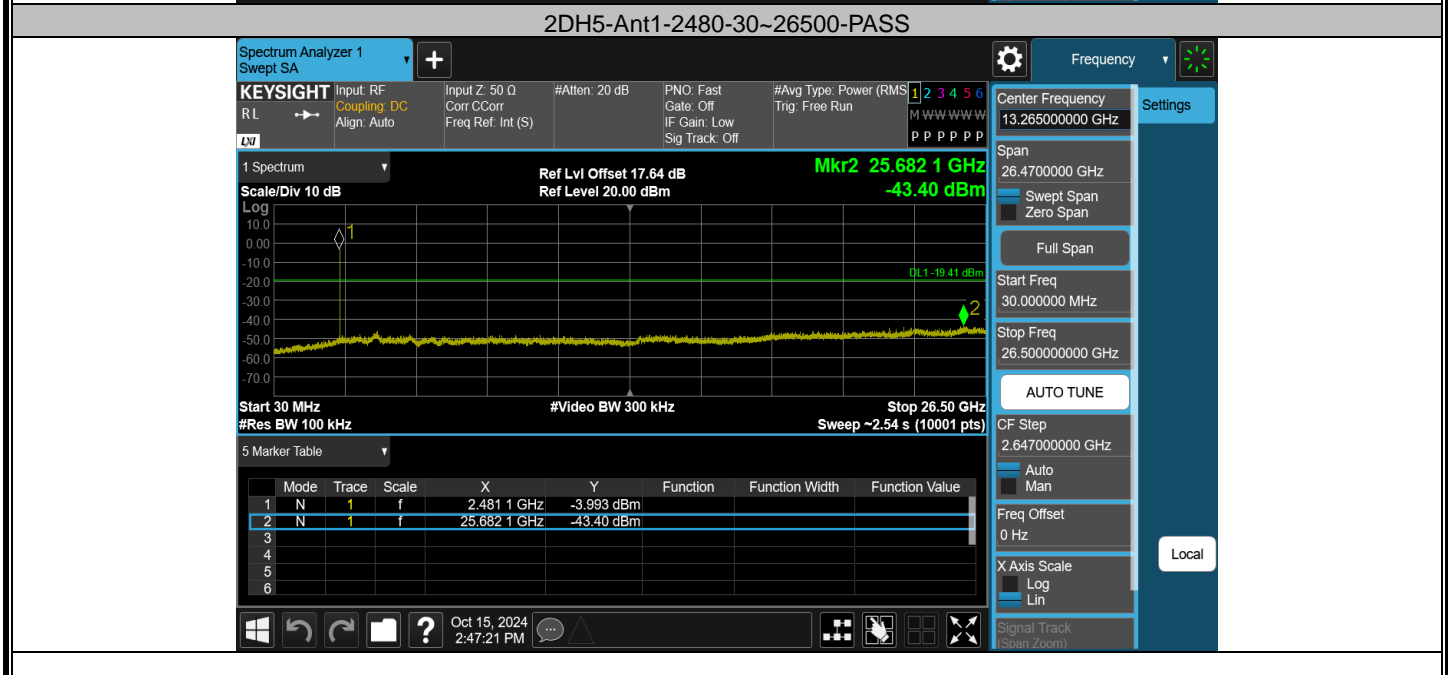 2DH5-Ant1-2480-30~26500-PASS
Spectrum Analyzer 1
Swept SA
+
Frequency
KEYSIGHT
RL
LXI
Input: RF
Coupling: DC
Align: Auto
Input Z: 50 Ω
Corr CCorr
Freq Ref: Int (S)
#Atten: 20 dB
PNO: Fast
Gate: Off
IF Gain: Low
Sig Track: Off
#Avg Type: Power (RMS
Trig: Free Run
1 2 3 4 5 6
M W W W W W
P P P P P P
Center Frequency
13.265000000 GHz
Settings
Span
26.4700000 GHz
Swept Span
Zero Span
Full Span
Start Freq
30.000000 MHz
Stop Freq
26.500000000 GHz
AUTO TUNE
CF Step
2.647000000 GHz
Auto
Man
Freq Offset
0 Hz
X Axis Scale
Log
Lin
Signal Track
(Span Zoom)
Local
1 Spectrum
Scale/Div 10 dB
Ref Lvl Offset 17.64 dB
Ref Level 20.00 dBm
Mkr2 25.682 1 GHz
-43.40 dBm
Log
10.0
0.00
-10.0
-20.0
-30.0
-40.0
-50.0
-60.0
-70.0
1
DL1 -19.41 dBm
2
Start 30 MHz
#Video BW 300 kHz
Stop 26.50 GHz
#Res BW 100 kHz
Sweep ~2.54 s (10001 pts)
5 Marker Table
Mode Trace Scale X Y Function Function Width Function Value
1 N 1 f 2.481 1 GHz -3.993 dBm
2 N 1 f 25.682 1 GHz -43.40 dBm
3
4
5
6
?
Oct 15, 2024
2:47:21 PM